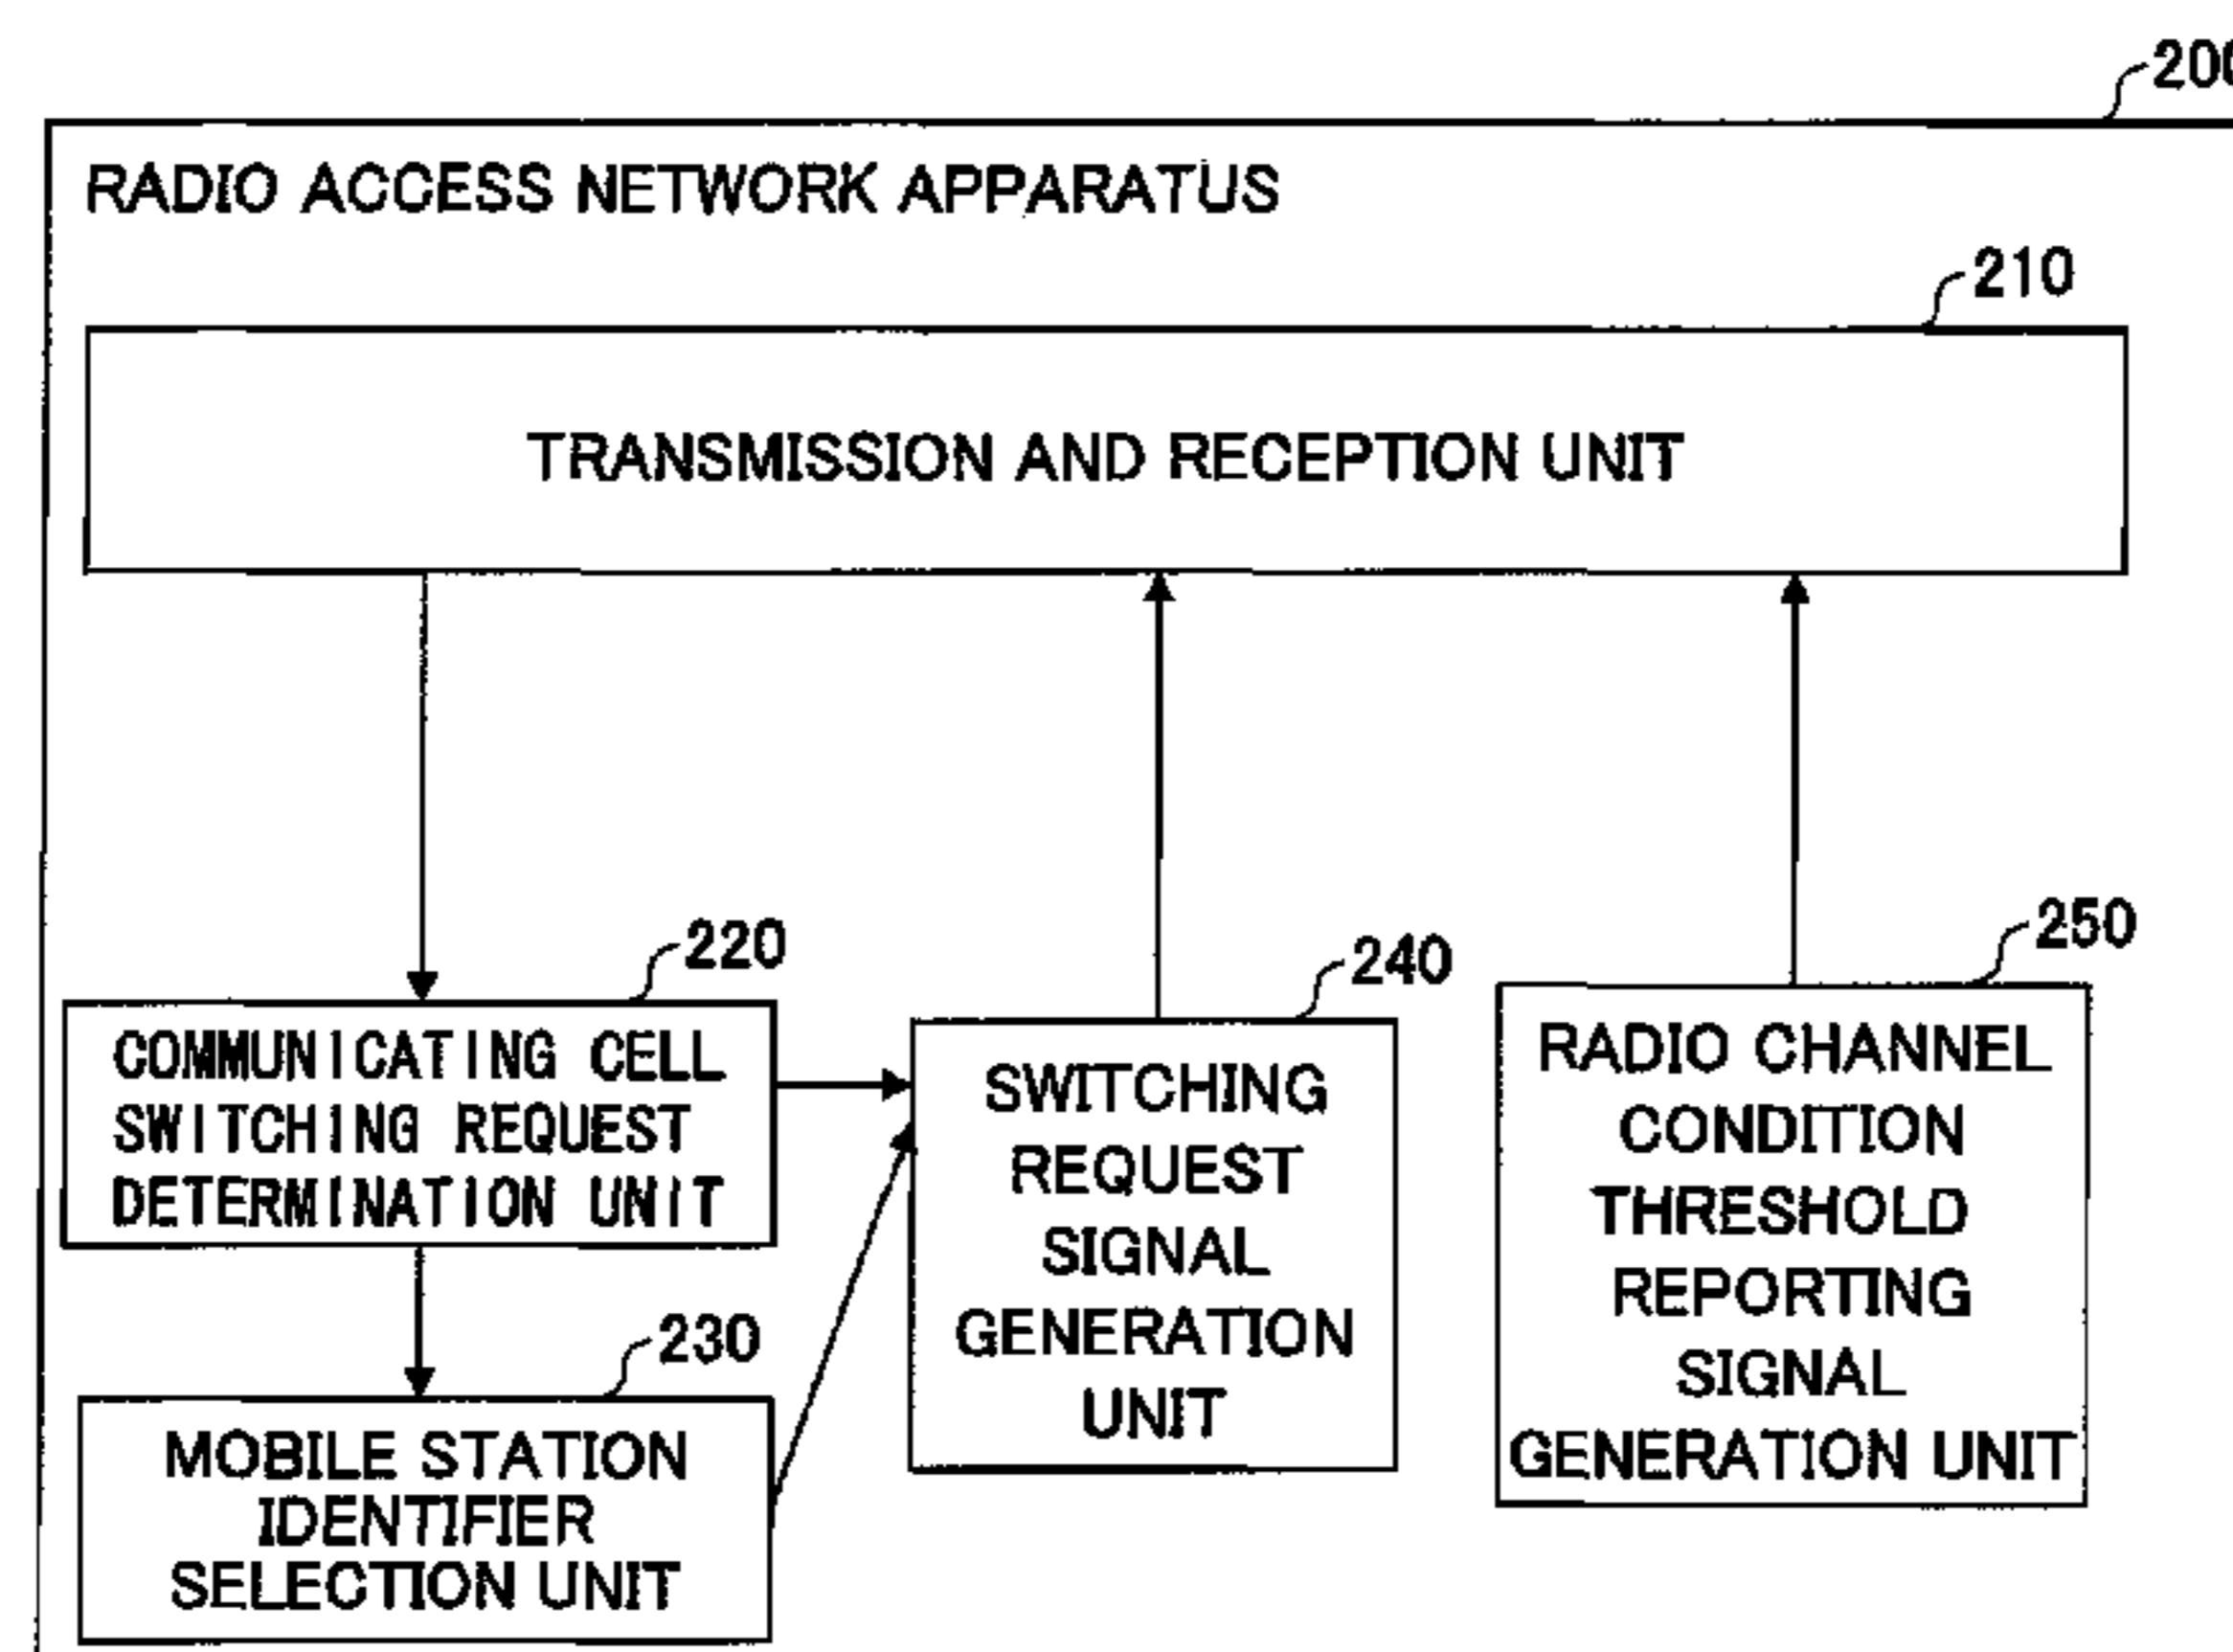 200
RADIO ACCESS NETWORK APPARATUS
210
TRANSMISSION AND RECEPTION UNIT
220
COMMUNICATING CELL
SWITCHING REQUEST
DETERMINATION UNIT
230
MOBILE STATION
IDENTIFIER
SELECTION UNIT
240
SWITCHING
REQUEST
SIGNAL
GENERATION
UNIT
250
RADIO CHANNEL
CONDITION
THRESHOLD
REPORTING
SIGNAL
GENERATION UNIT